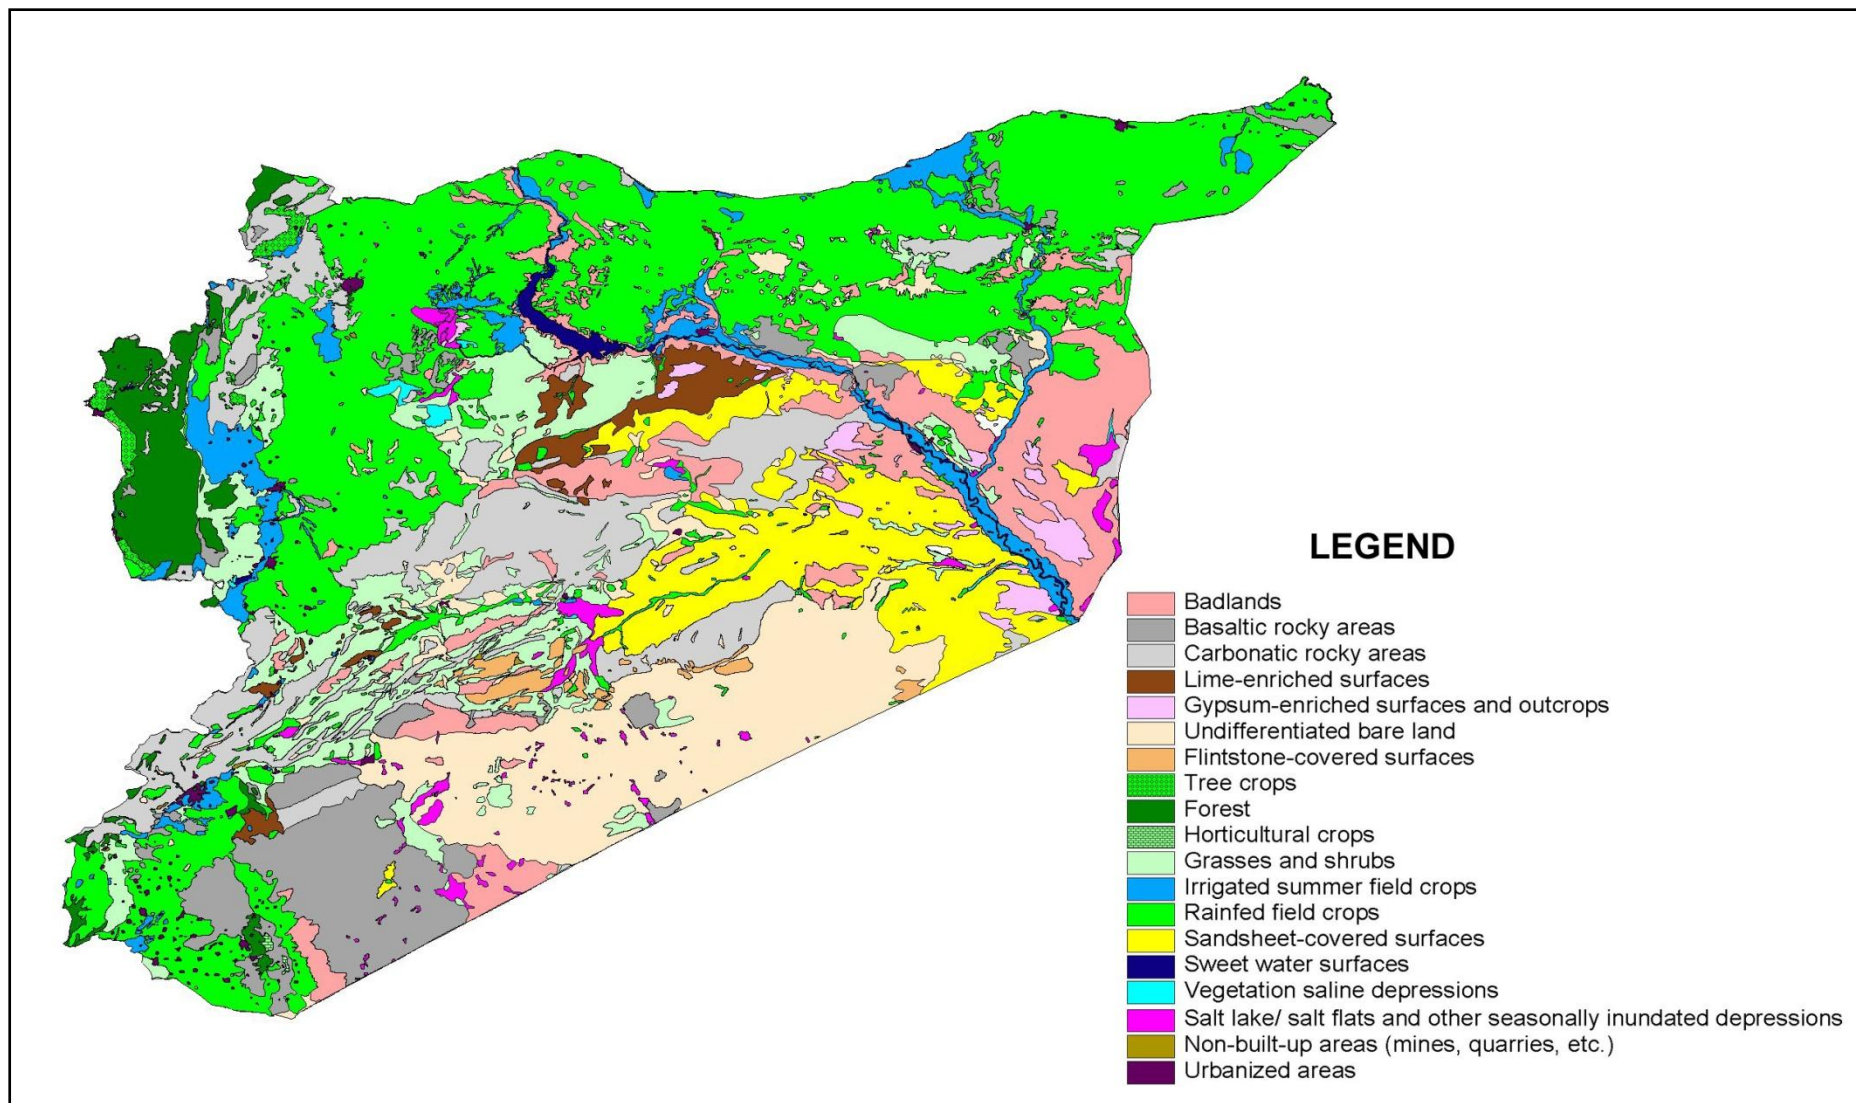 LEGEND
Badlands
Basaltic rocky areas
Carbonatic rocky areas
Lime-enriched surfaces
Gypsum-enriched surfaces and outcrops
Undifferentiated bare land
Flintstone-covered surfaces
Tree crops
Forest
Horticultural crops
Grasses and shrubs
Irrigated summer field crops
Rainfed field crops
Sandsheet-covered surfaces
Sweet water surfaces
Vegetation saline depressions
Salt lake/ salt flats and other seasonally inundated depressions
Non-built-up areas (mines, quarries, etc.)
Urbanized areas